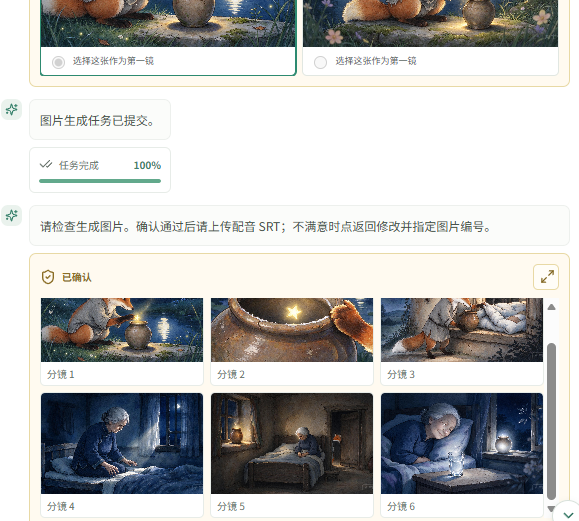 选择这张作为第一镜
选择这张作为第一镜
图片生成任务已提交。
任务完成
100%
请检查生成图片。确认通过后请上传配音 SRT；不满意时点返回修改并指定图片编号。
已确认
分镜 1
分镜 2
分镜 3
分镜 4
分镜 5
分镜 6